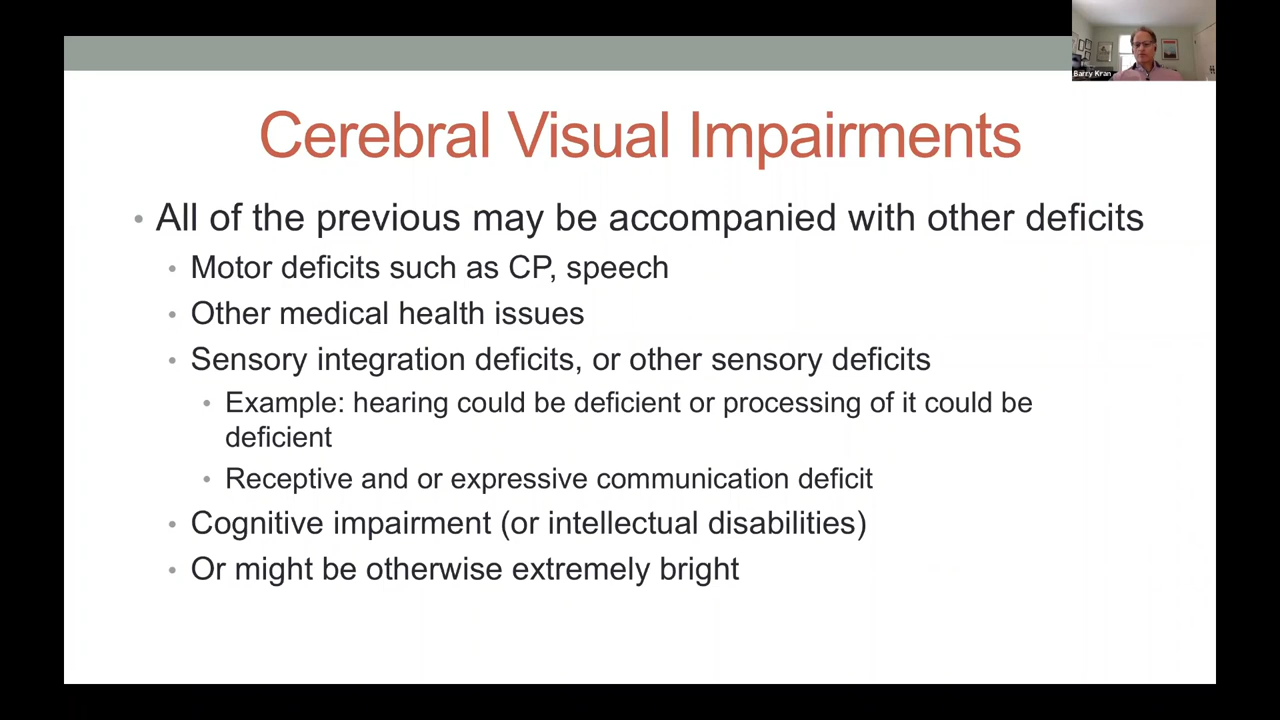 Barry Kran
Cerebral Visual Impairments
• All of the previous may be accompanied with other deficits
• Motor deficits such as CP, speech
• Other medical health issues
• Sensory integration deficits, or other sensory deficits
• Example: hearing could be deficient or processing of it could be
deficient
• Receptive and or expressive communication deficit
• Cognitive impairment (or intellectual disabilities)
• Or might be otherwise extremely bright